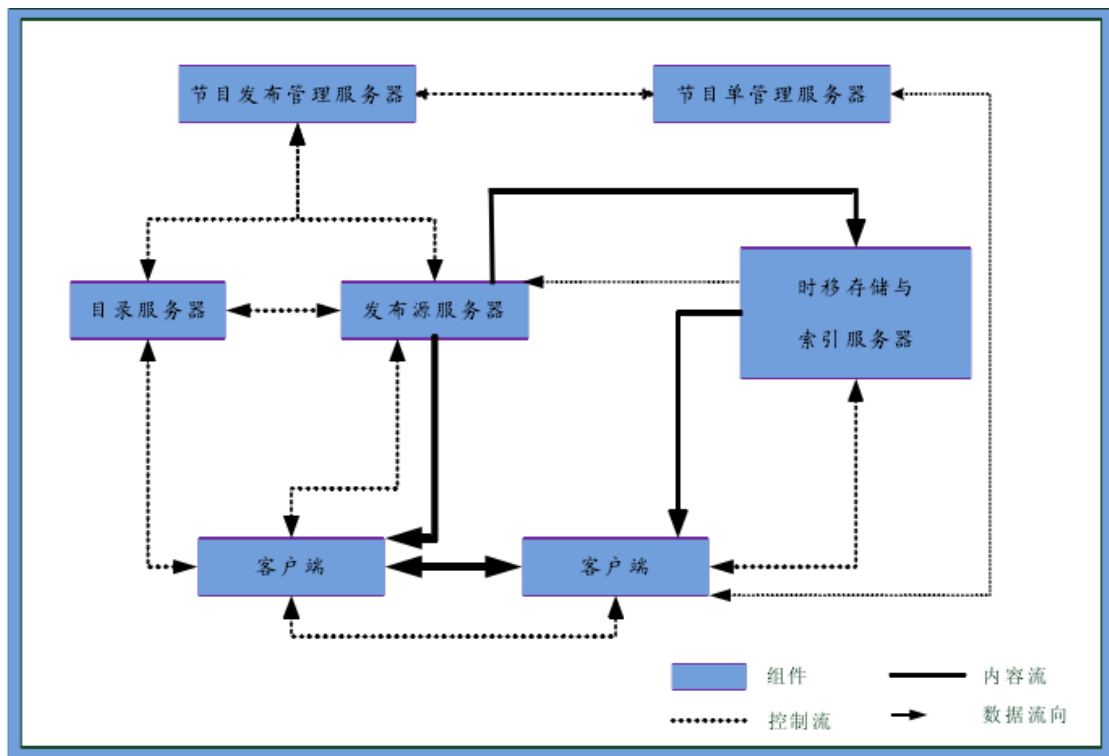 节目发布管理服务器
节目单管理服务器
目录服务器
发布源服务器
时移存储与
索引服务器
客户端
客户端
组件
内容流
控制流
数据流向